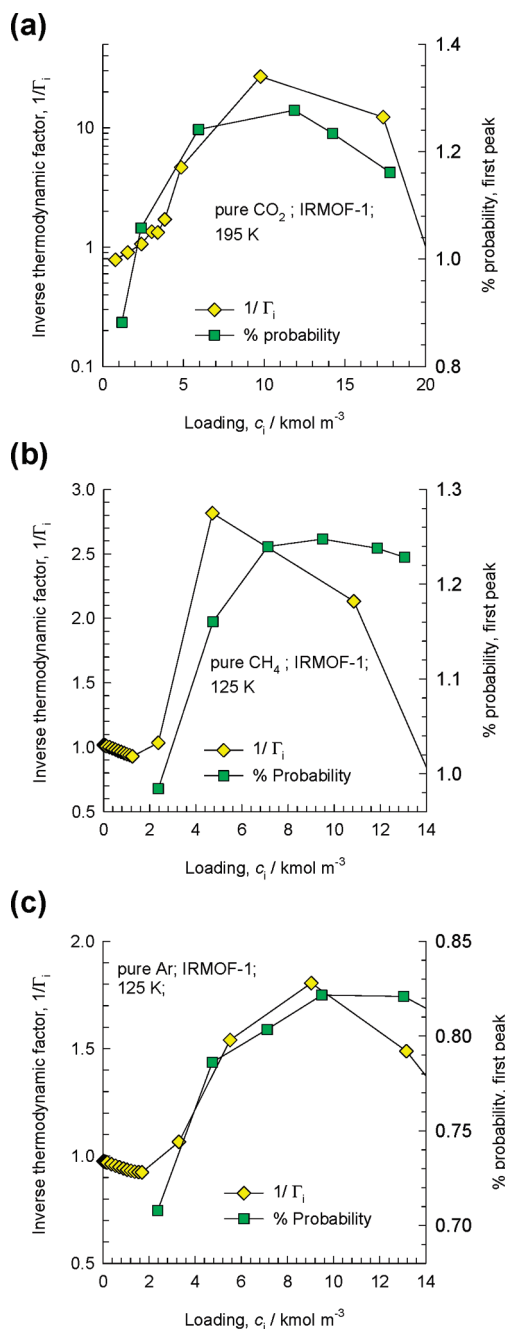 (a)
Inverse thermodynamic factor, 1/Γi
10
1
0.1
1.4
1.2
1.0
0.8
% probability, first peak
pure CO2 ; IRMOF-1;
195 K
1/ Γi
% probability
0 5 10 15 20
Loading, ci / kmol m-3
(b)
Inverse thermodynamic factor, 1/Γi
3.0
2.5
2.0
1.5
1.0
0.5
1.3
1.2
1.1
1.0
% probability, first peak
pure CH4 ; IRMOF-1;
125 K
1/ Γi
% Probability
0 2 4 6 8 10 12 14
Loading, ci / kmol m-3
(c)
Inverse thermodynamic factor, 1/Γi
2.0
1.5
1.0
0.5
0.85
0.80
0.75
0.70
% probability, first peak
pure Ar; IRMOF-1;
125 K;
1/ Γi
% Probability
0 2 4 6 8 10 12 14
Loading, ci / kmol m-3